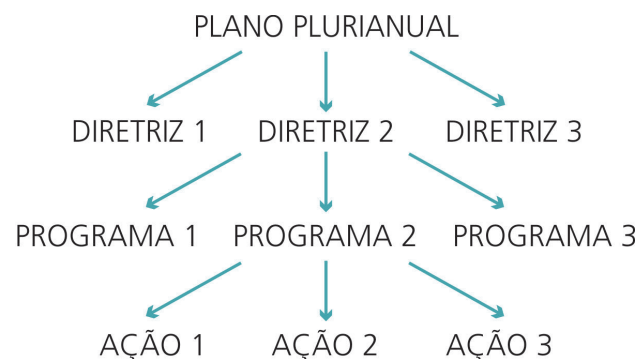 PLANO PLURIANUAL
DIRETRIZ 1 DIRETRIZ 2 DIRETRIZ 3
PROGRAMA 1 PROGRAMA 2 PROGRAMA 3
AÇÃO 1 AÇÃO 2 AÇÃO 3